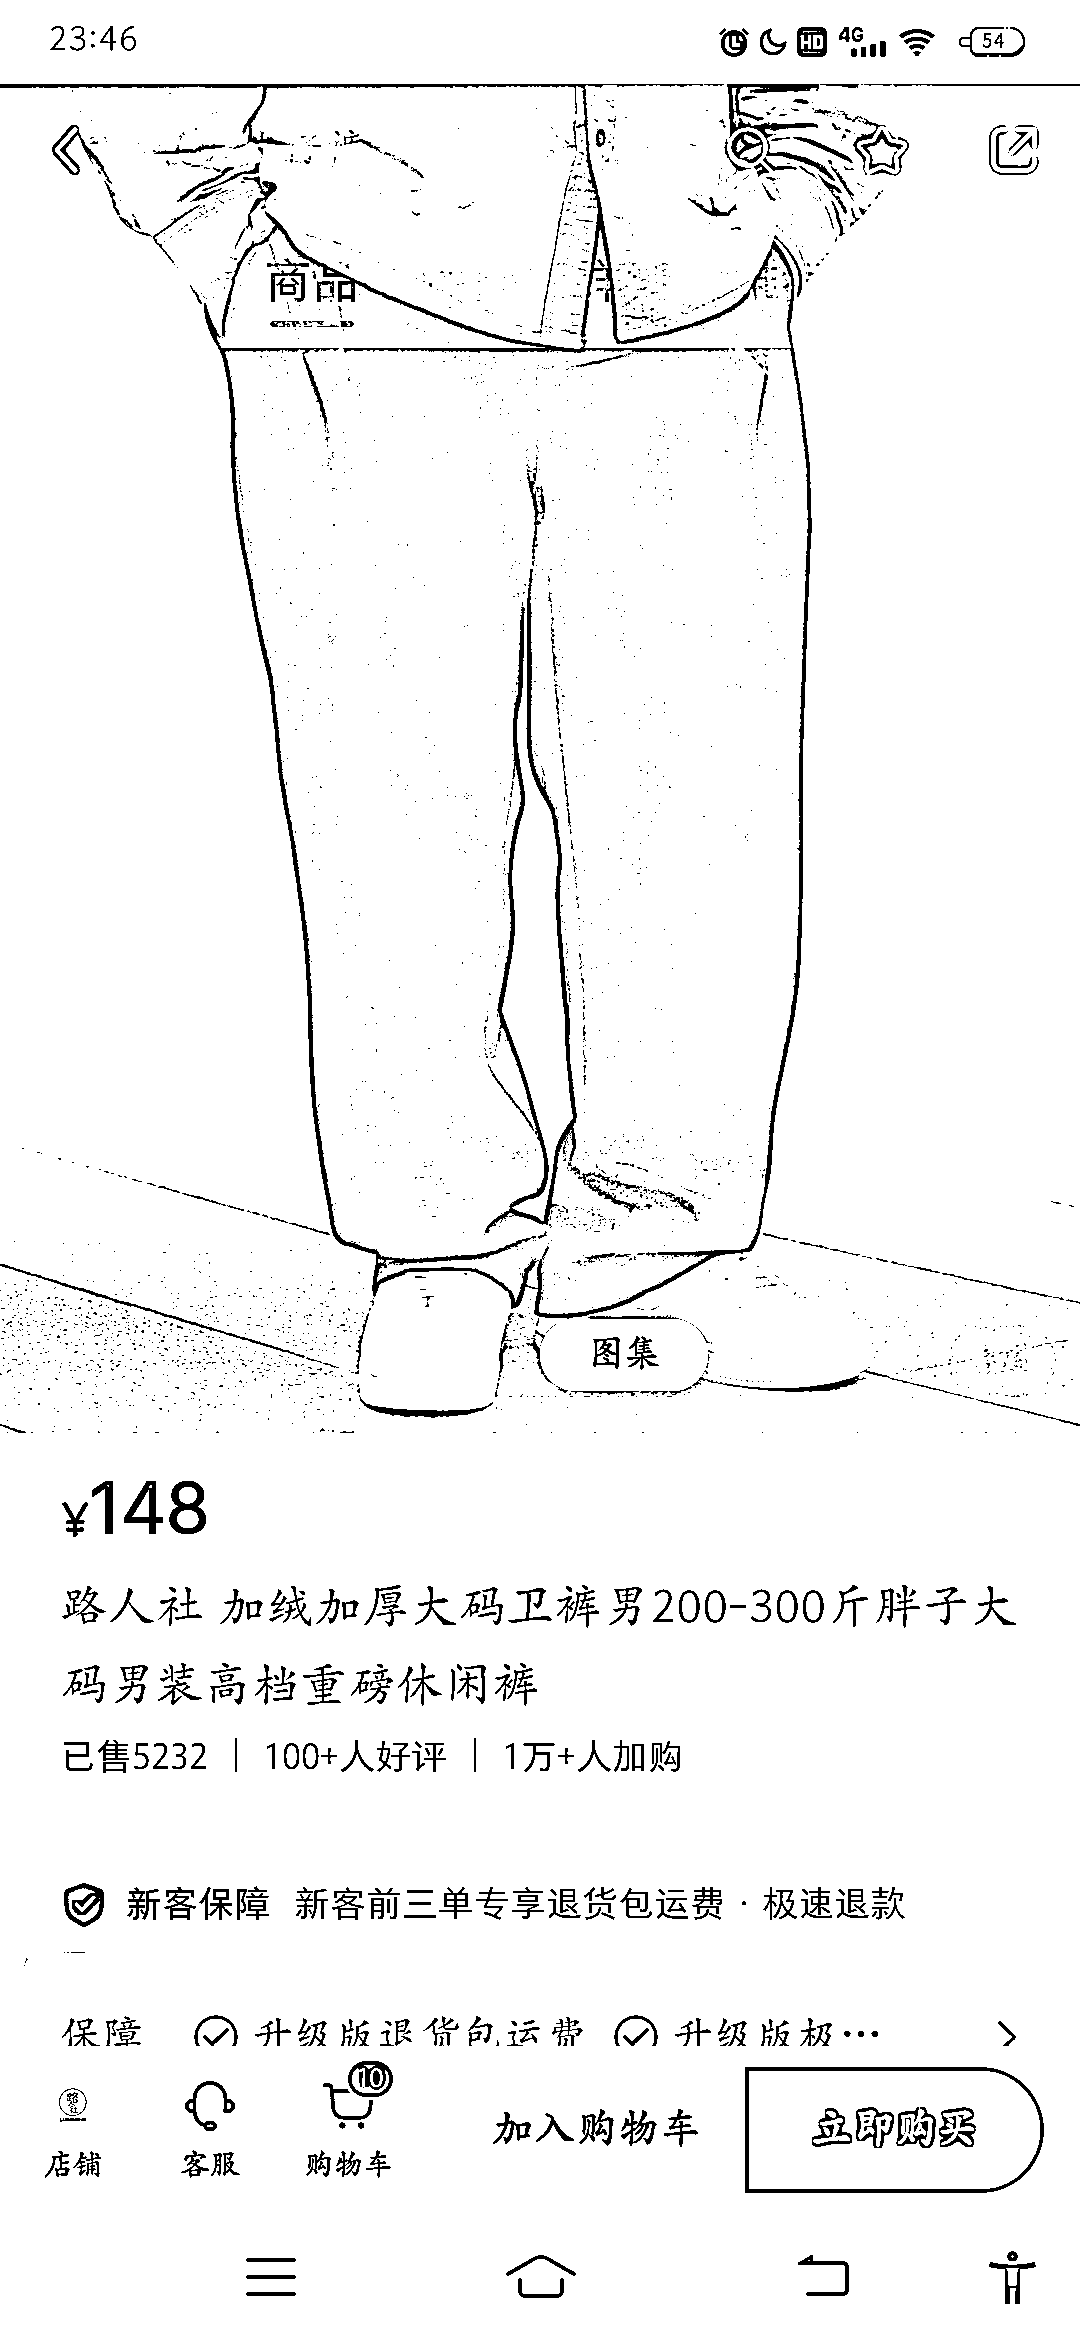 23:46
HD 4G 54
商品
图集
¥148
路人社 加绒加厚大码卫裤男200-300斤胖子大
码男装高档重磅休闲裤
已售5232 | 100+人好评 | 1万+人加购
新客保障 新客前三单专享退货包运费 · 极速退款
保障 升级版退货包运费 升级版极···
10
店铺 客服 购物车 加入购物车 立即购买